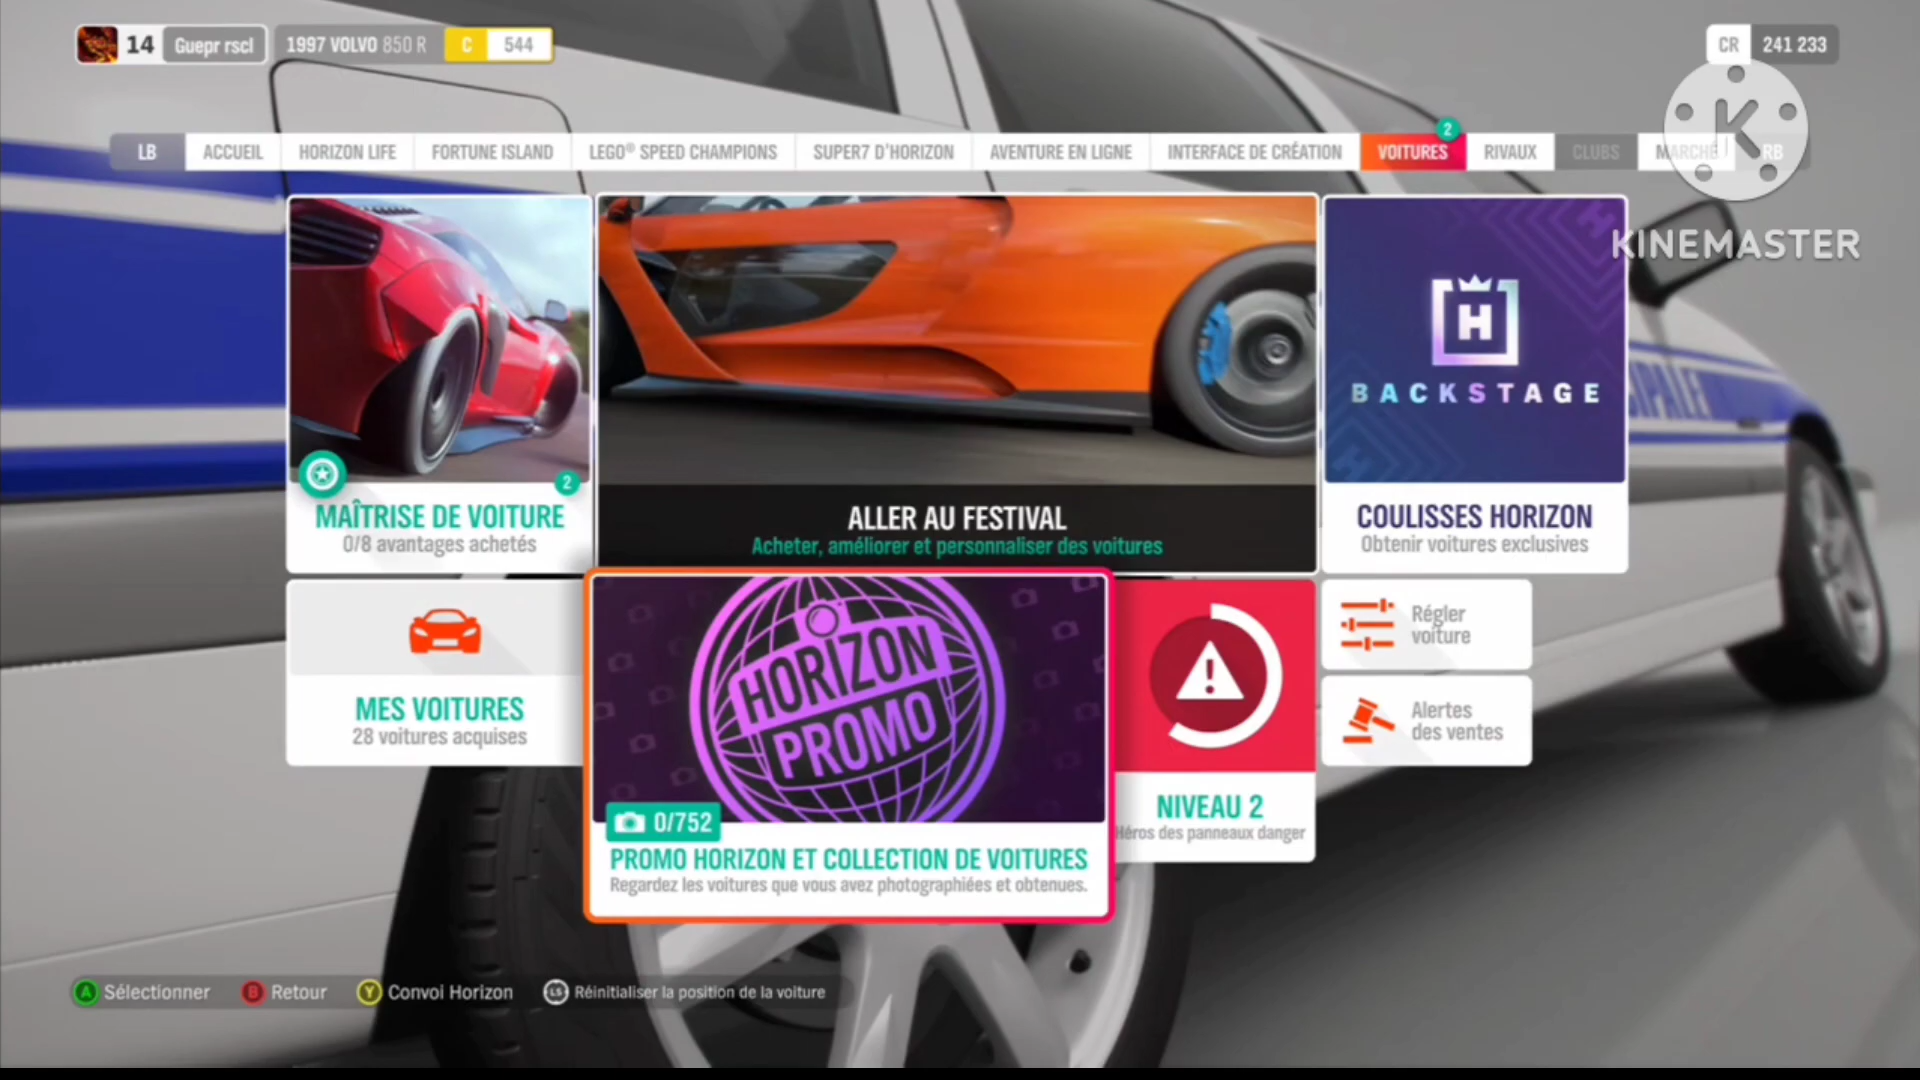 14 Guepr rscl 1997 VOLVO 850 R C 544
CR 241 233
LB ACCUEIL HORIZON LIFE FORTUNE ISLAND LEGO® SPEED CHAMPIONS SUPER7 D'HORIZON AVENTURE EN LIGNE INTERFACE DE CRÉATION VOITURES 2 RIVAUX CLUBS MARCHÉ RB
K
KINEMASTER
2
MAÎTRISE DE VOITURE
0/8 avantages achetés
ALLER AU FESTIVAL
Acheter, améliorer et personnaliser des voitures
H
BACKSTAGE
COULISSES HORIZON
Obtenir voitures exclusives
MES VOITURES
28 voitures acquises
HORIZON
PROMO
0/752
PROMO HORIZON ET COLLECTION DE VOITURES
Regardez les voitures que vous avez photographiées et obtenues.
NIVEAU 2
Héros des panneaux danger
Régler
voiture
Alertes
des ventes
A Sélectionner B Retour Y Convoi Horizon LS Réinitialiser la position de la voiture